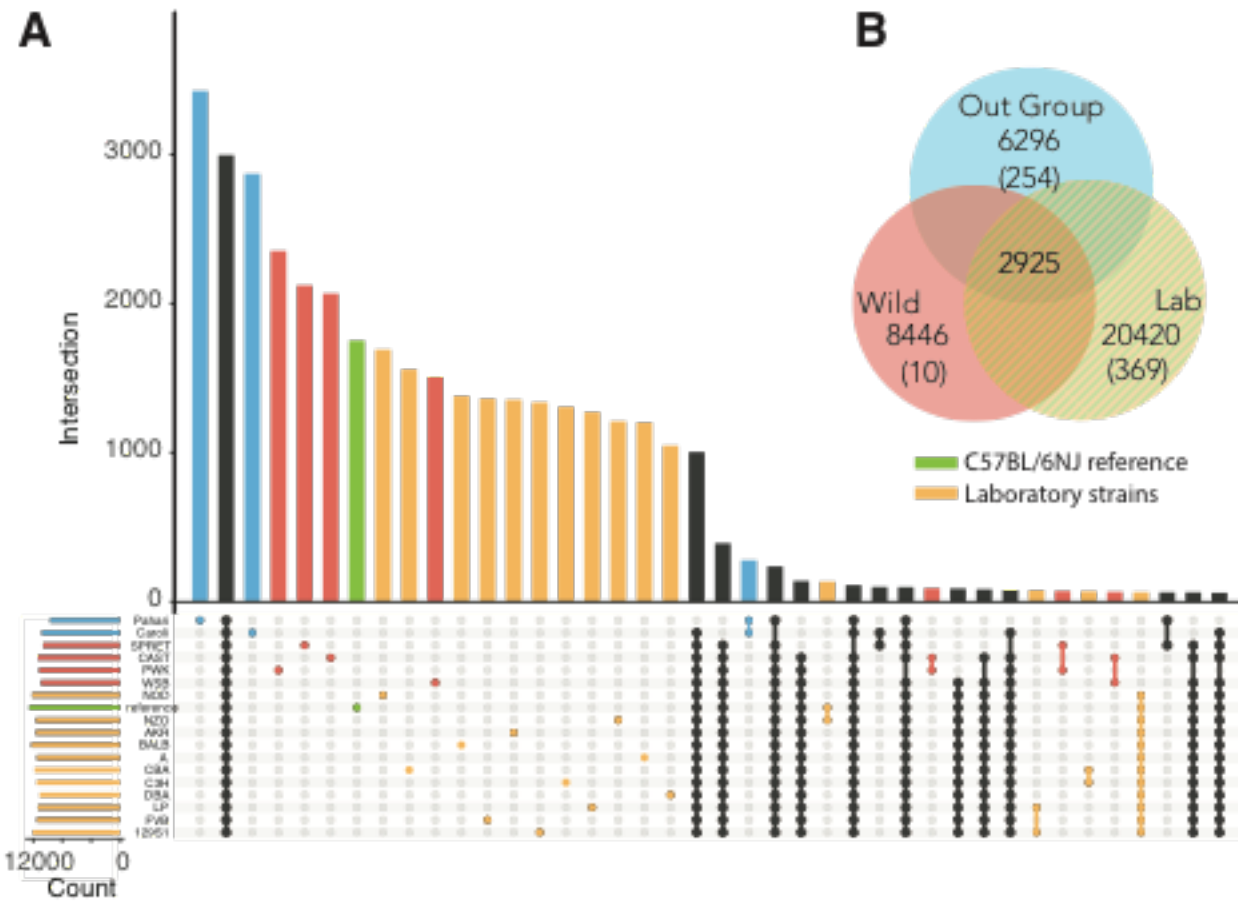 A
B
3000
2000
1000
0
Intersection
Out Group
6296
(254)
2925
Wild
8446
(10)
Lab
20420
(369)
C57BL/6NJ reference
Laboratory strains
Pahari
Caroli
SPRET
CAST
PWK
WSB
NOD
reference
NZO
AKR
BALB
A
CBA
C3H
DBA
LP
FVB
129S1
12000 0
Count